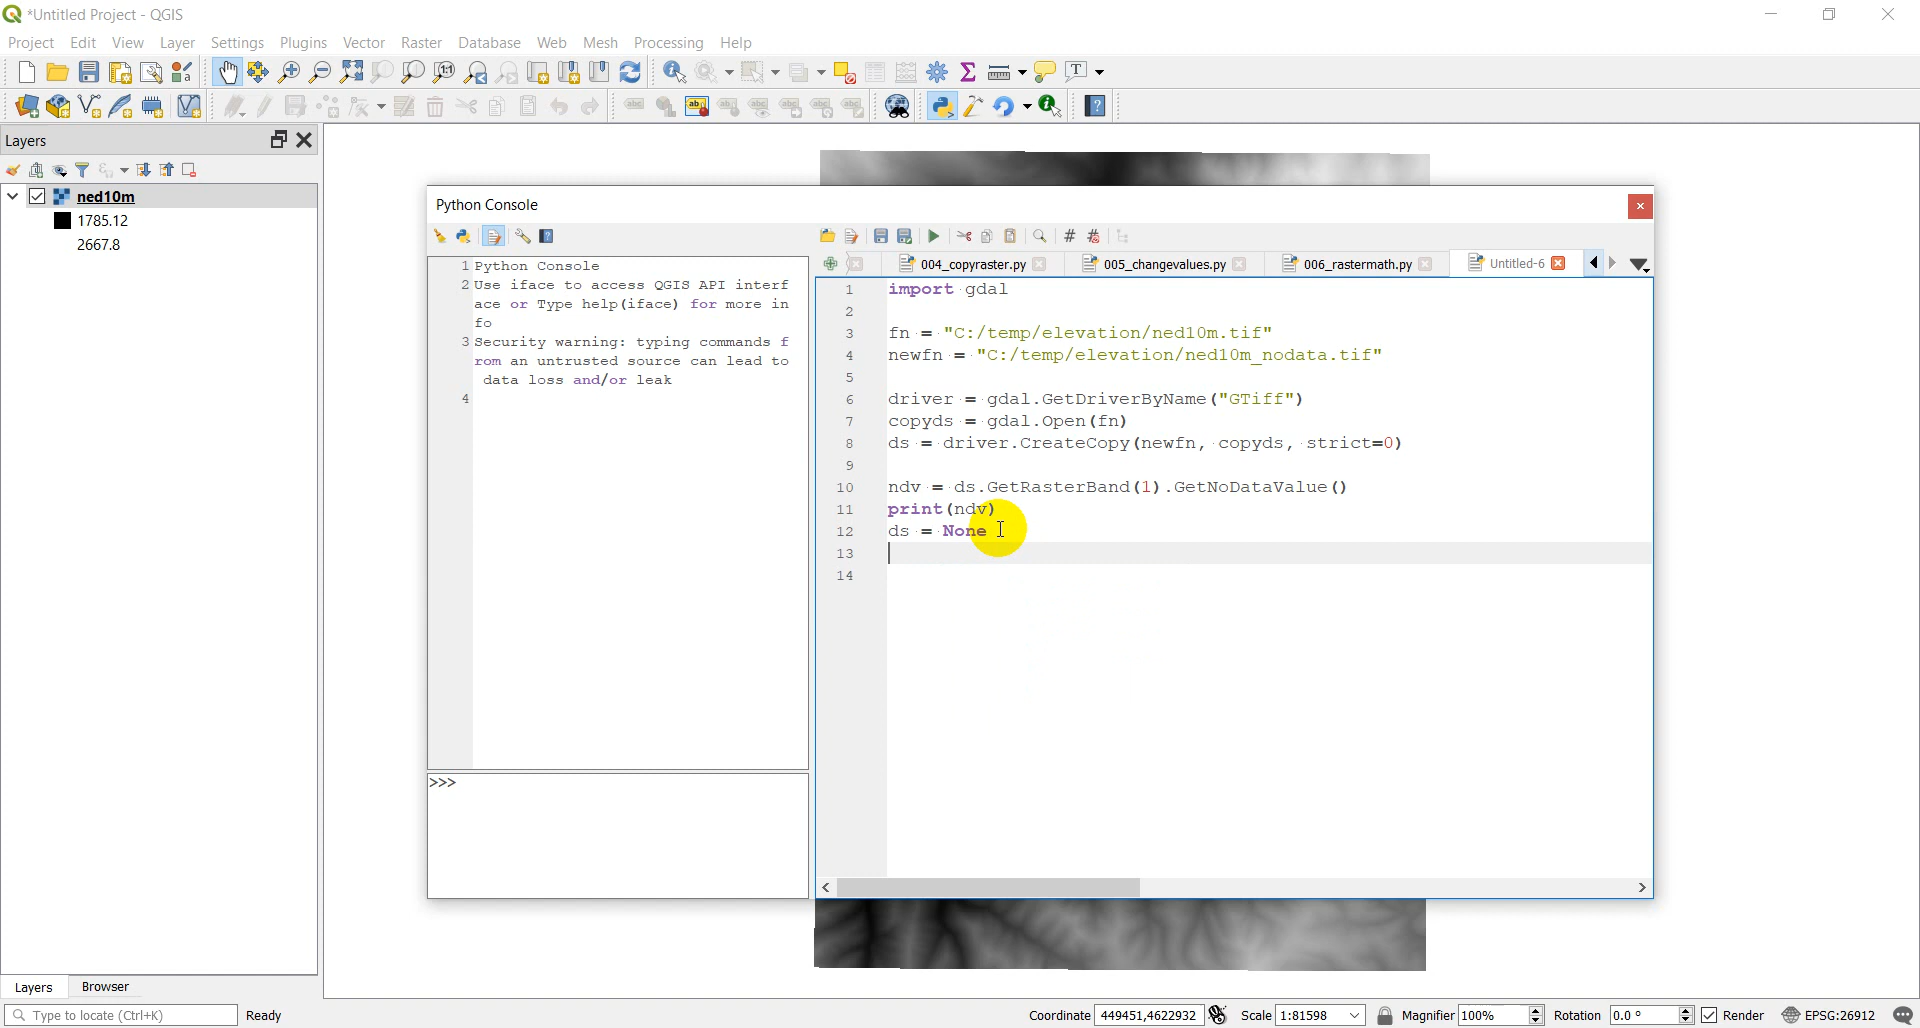 *Untitled Project - QGIS
Project Edit View Layer Settings Plugins Vector Raster Database Web Mesh Processing Help
Layers
ned10m
1785.12
2667.8
Python Console
004_copyraster.py 005_changevalues.py 006_rastermath.py Untitled-6
1 Python Console
2 Use iface to access QGIS API interf
ace or Type help(iface) for more in
fo
3 Security warning: typing commands f
rom an untrusted source can lead to
data loss and/or leak
4
>>>
1 import gdal
2
3 fn = "C:/temp/elevation/ned10m.tif"
4 newfn = "C:/temp/elevation/ned10m_nodata.tif"
5
6 driver = gdal.GetDriverByName("GTiff")
7 copyds = gdal.Open(fn)
8 ds = driver.CreateCopy(newfn, copyds, strict=0)
9
10 ndv = ds.GetRasterBand(1).GetNoDataValue()
11 print(ndv)
12 ds = None
13
14
Layers Browser
Type to locate (Ctrl+K) Ready Coordinate 449451,4622932 Scale 1:81598 Magnifier 100% Rotation 0.0 ° Render EPSG:26912